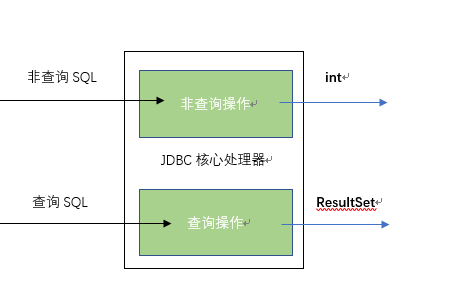 非查询 SQL
int
非查询操作
JDBC 核心处理器
查询 SQL
ResultSet
查询操作